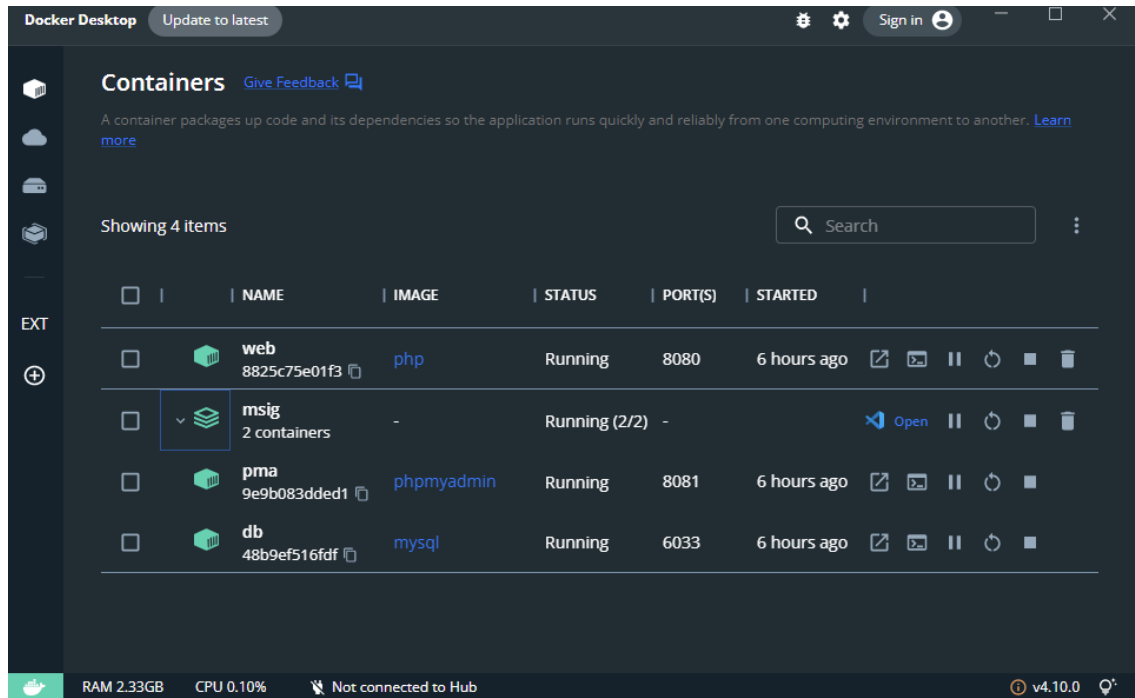 Docker Desktop Update to latest Sign in
Containers Give Feedback
A container packages up code and its dependencies so the application runs quickly and reliably from one computing environment to another. Learn
more
Showing 4 items Search
NAME IMAGE STATUS PORT(S) STARTED
EXT
web
8825c75e01f3 php Running 8080 6 hours ago
msig
2 containers - Running (2/2) - Open
pma
9e9b083dded1 phpmyadmin Running 8081 6 hours ago
db
48b9ef516fdf mysql Running 6033 6 hours ago
RAM 2.33GB CPU 0.10% Not connected to Hub v4.10.0